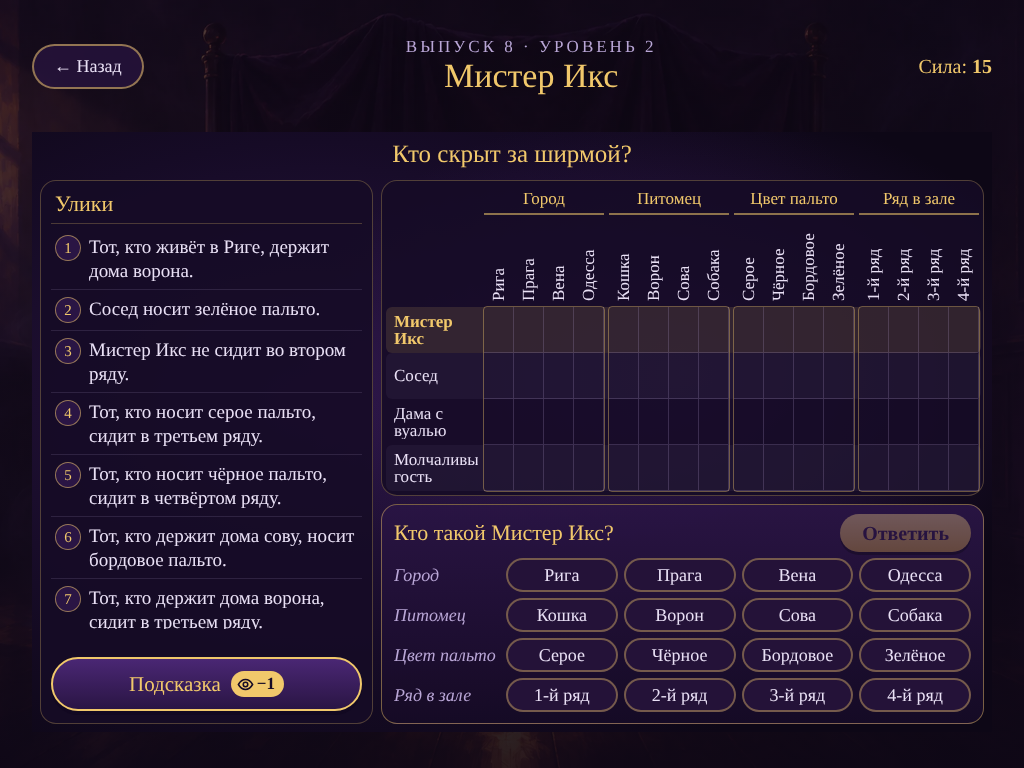 ← Назад
ВЫПУСК 8 · УРОВЕНЬ 2
Мистер Икс
Сила: 15
Кто скрыт за ширмой?
Улики
1 Тот, кто живёт в Риге, держит
дома ворона.
2 Сосед носит зелёное пальто.
3 Мистер Икс не сидит во втором
ряду.
4 Тот, кто носит серое пальто,
сидит в третьем ряду.
5 Тот, кто носит чёрное пальто,
сидит в четвёртом ряду.
6 Тот, кто держит дома сову, носит
бордовое пальто.
7 Тот, кто держит дома ворона,
сидит в третьем ряду.
Подсказка −1
Город Питомец Цвет пальто Ряд в зале
Рига Прага Вена Одесса Кошка Ворон Сова Собака Серое Чёрное Бордовое Зелёное 1-й ряд 2-й ряд 3-й ряд 4-й ряд
Мистер
Икс
Сосед
Дама с
вуалью
Молчаливы
гость
Кто такой Мистер Икс?
Ответить
Город Рига Прага Вена Одесса
Питомец Кошка Ворон Сова Собака
Цвет пальто Серое Чёрное Бордовое Зелёное
Ряд в зале 1-й ряд 2-й ряд 3-й ряд 4-й ряд